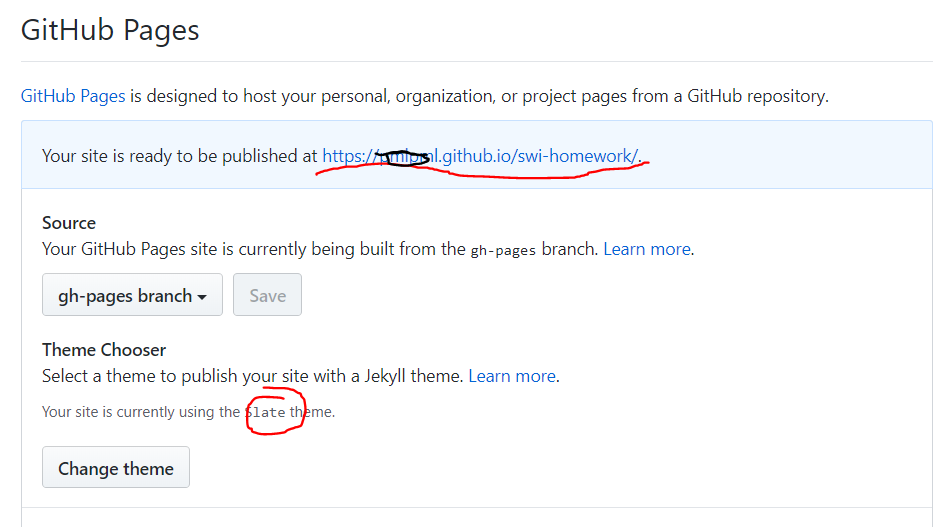 GitHub Pages
GitHub Pages is designed to host your personal, organization, or project pages from a GitHub repository.
Your site is ready to be published at https://.github.io/swi-homework/.
Source
Your GitHub Pages site is currently being built from the gh-pages branch. Learn more.
gh-pages branch
Save
Theme Chooser
Select a theme to publish your site with a Jekyll theme. Learn more.
Your site is currently using the Slate theme.
Change theme